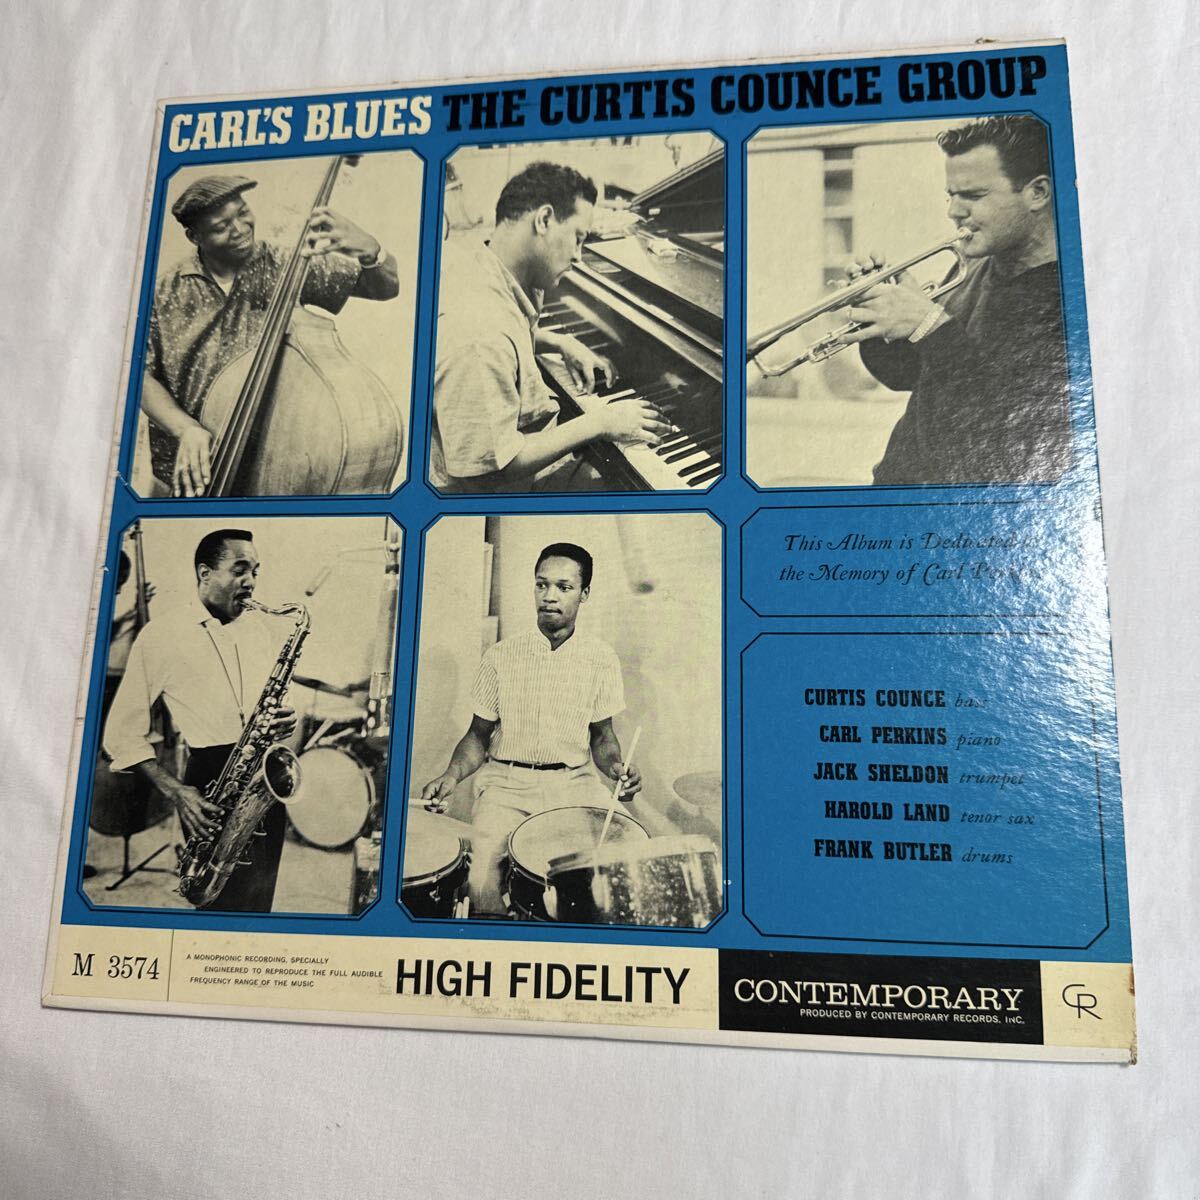 CARL'S BLUES THE CURTIS COUNCE GROUP
This Album is Dedicated to
the Memory of Carl Perkins
CURTIS COUNCE bass
CARL PERKINS piano
JACK SHELDON trumpet
HAROLD LAND tenor sax
FRANK BUTLER drums
M 3574
A MONOPHONIC RECORDING, SPECIALLY
ENGINEERED TO REPRODUCE THE FULL AUDIBLE
FREQUENCY RANGE OF THE MUSIC
HIGH FIDELITY
CONTEMPORARY
PRODUCED BY CONTEMPORARY RECORDS, INC.
CR